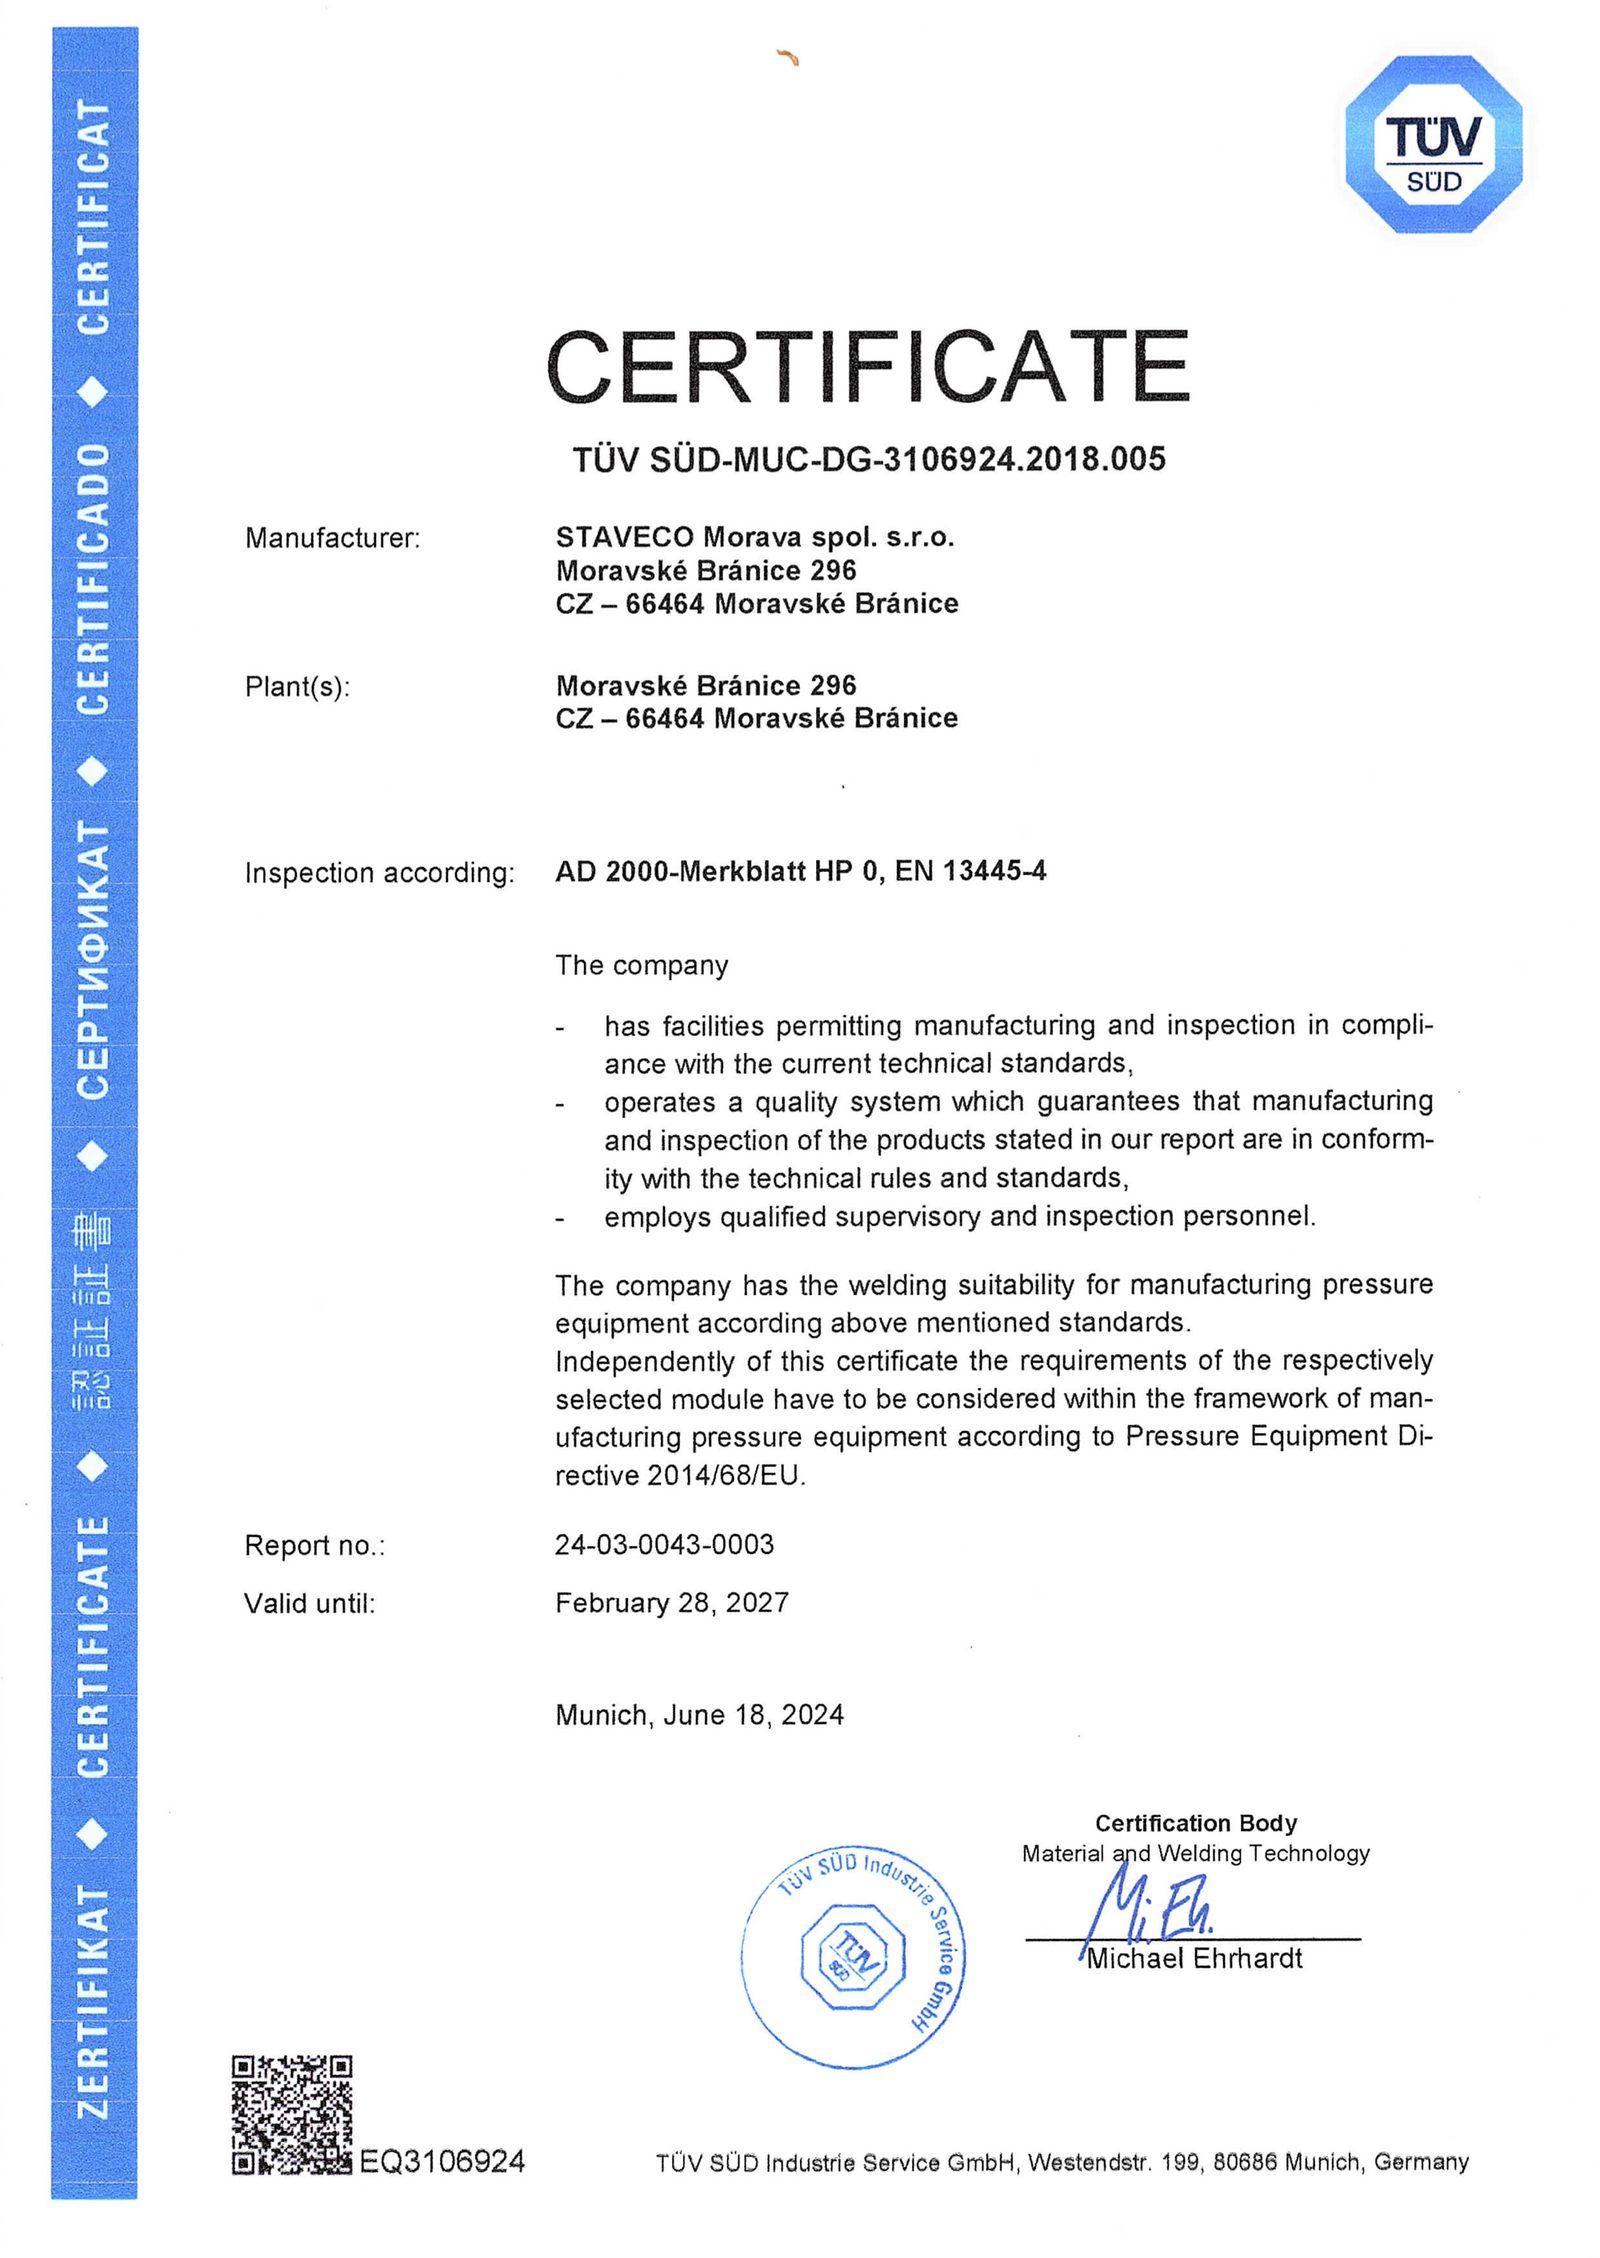 TÜV
SÜD
CERTIFICATE
TÜV SÜD-MUC-DG-3106924.2018.005
Manufacturer: STAVECO Morava spol. s.r.o.
Moravské Bránice 296
CZ – 66464 Moravské Bránice
Plant(s): Moravské Bránice 296
CZ – 66464 Moravské Bránice
Inspection according: AD 2000-Merkblatt HP 0, EN 13445-4
The company
- has facilities permitting manufacturing and inspection in compli-
ance with the current technical standards,
- operates a quality system which guarantees that manufacturing
and inspection of the products stated in our report are in conform-
ity with the technical rules and standards,
- employs qualified supervisory and inspection personnel.
The company has the welding suitability for manufacturing pressure
equipment according above mentioned standards.
Independently of this certificate the requirements of the respectively
selected module have to be considered within the framework of man-
ufacturing pressure equipment according to Pressure Equipment Di-
rective 2014/68/EU.
Report no.: 24-03-0043-0003
Valid until: February 28, 2027
Munich, June 18, 2024
Certification Body
Material and Welding Technology
Mi. Eh.
Michael Ehrhardt
TÜV SÜD Industrie Service GmbH
TÜV
SÜD
EQ3106924
TÜV SÜD Industrie Service GmbH, Westendstr. 199, 80686 Munich, Germany
ZERTIFIKAT ◆ CERTIFICATE ◆ 認証証書 ◆ СЕРТИФИКАТ ◆ CERTIFICADO ◆ CERTIFICAT